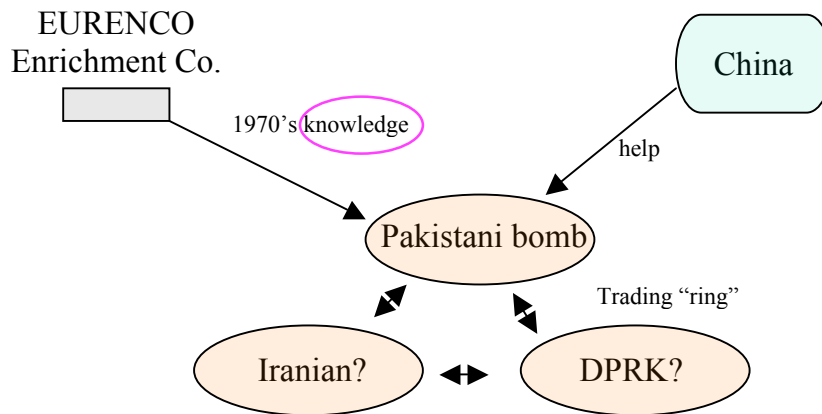 EURENCO
Enrichment Co.
China
1970’s knowledge
help
Pakistani bomb
Trading “ring”
Iranian?
DPRK?